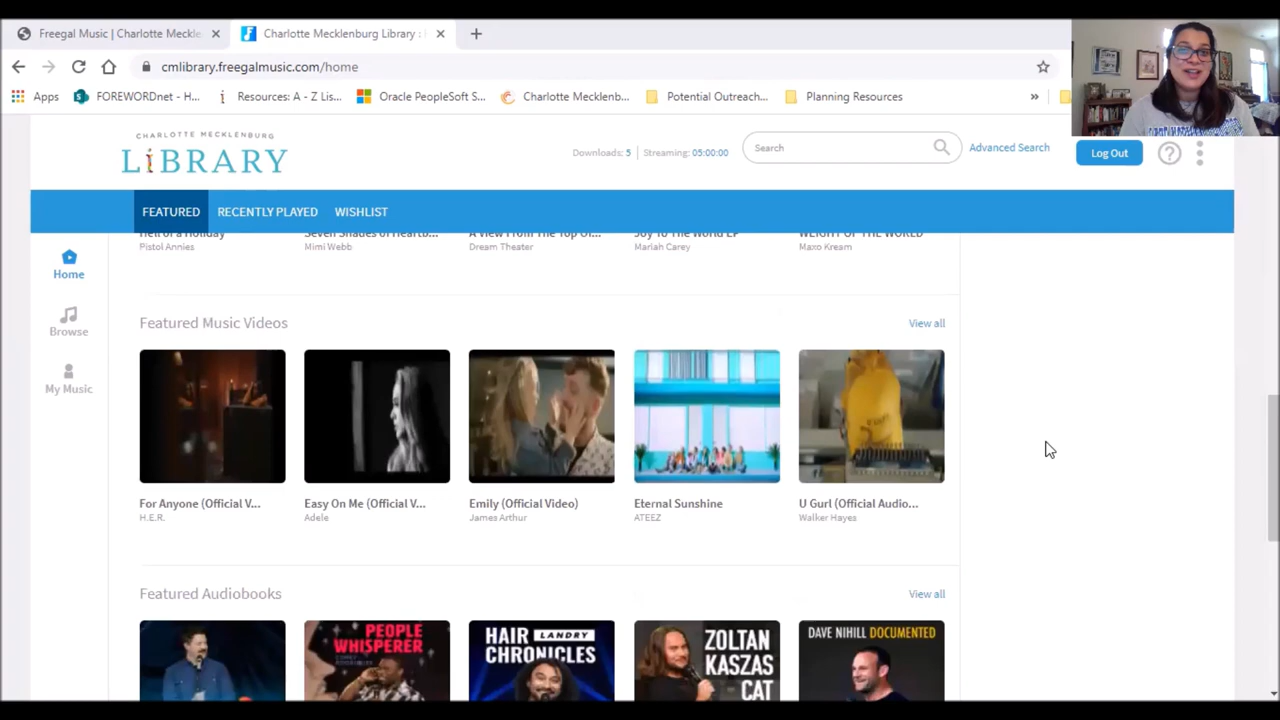 Freegal Music | Charlotte Meckle
Charlotte Mecklenburg Library :
cmlibrary.freegalmusic.com/home
Apps
FOREWORDnet - H...
Resources: A - Z Lis...
Oracle PeopleSoft S...
Charlotte Mecklenb...
Potential Outreach...
Planning Resources
»
CHARLOTTE MECKLENBURG
LIBRARY
Downloads: 5
Streaming: 05:00:00
Search
Advanced Search
Log Out
FEATURED
RECENTLY PLAYED
WISHLIST
Home
Browse
My Music
Hell of a Holiday
Pistol Annies
Seven Shades of Heartb...
Mimi Webb
A View From The Top Of...
Dream Theater
Joy To The World EP
Mariah Carey
WEIGHT OF THE WORLD
Maxo Kream
Featured Music Videos
View all
For Anyone (Official V...
H.E.R.
Easy On Me (Official V...
Adele
Emily (Official Video)
James Arthur
Eternal Sunshine
ATEEZ
U Gurl (Official Audio...
Walker Hayes
Featured Audiobooks
View all
PEOPLE
WHISPERER
HAIR LANDRY
CHRONICLES
ZOLTAN
KASZAS
CAT
DAVE NIHILL DOCUMENTED